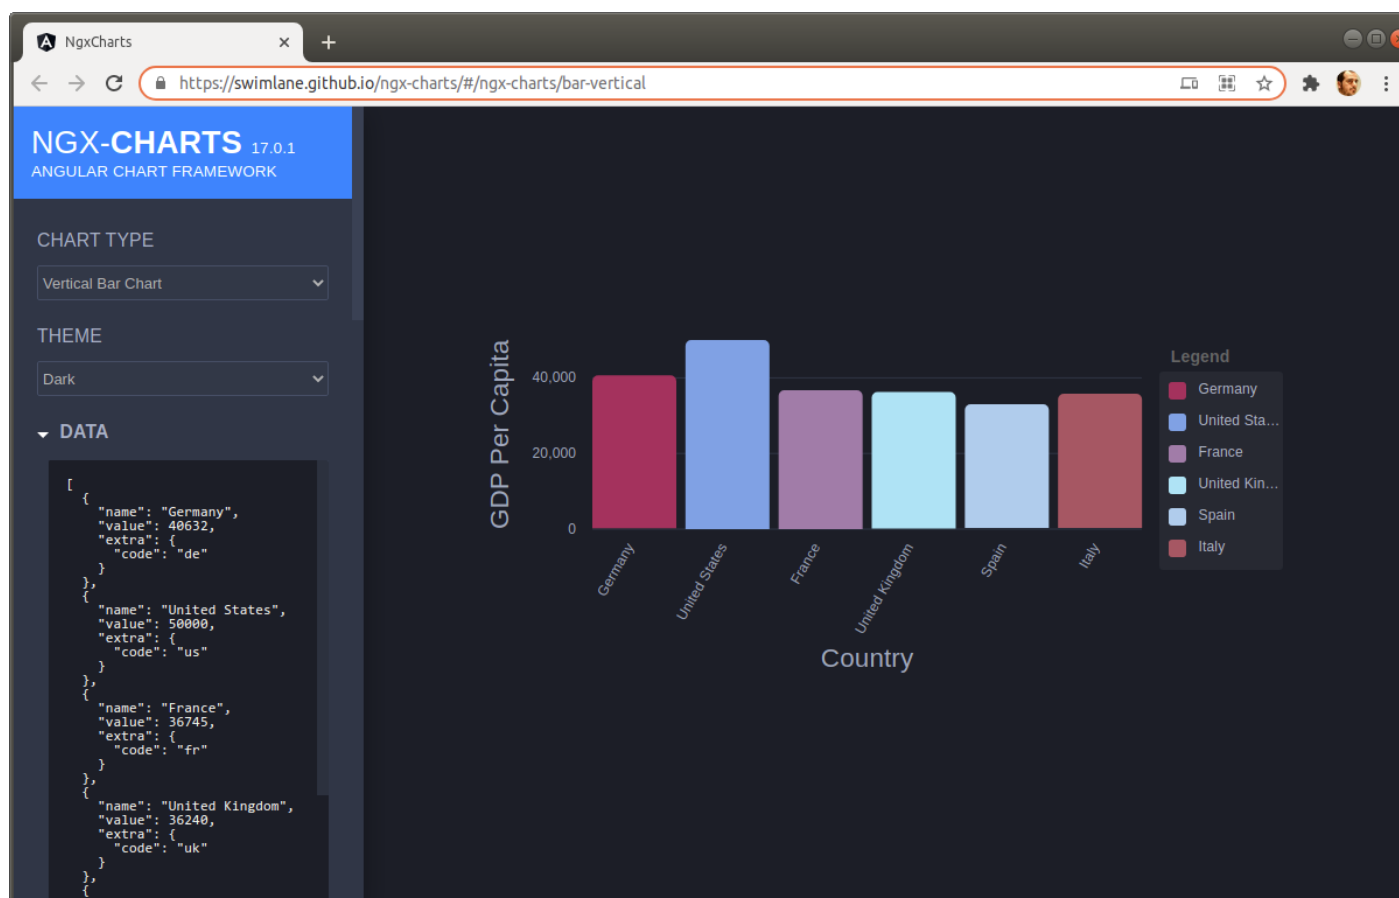 NgxCharts
https://swimlane.github.io/ngx-charts/#/ngx-charts/bar-vertical
NGX-CHARTS 17.0.1
ANGULAR CHART FRAMEWORK
CHART TYPE
Vertical Bar Chart
THEME
Dark
DATA
[
{
"name": "Germany",
"value": 40632,
"extra": {
"code": "de"
}
},
{
"name": "United States",
"value": 50000,
"extra": {
"code": "us"
}
},
{
"name": "France",
"value": 36745,
"extra": {
"code": "fr"
}
},
{
"name": "United Kingdom",
"value": 36240,
"extra": {
"code": "uk"
}
},
{
GDP Per Capita
40,000
20,000
0
Germany
United States
France
United Kingdom
Spain
Italy
Country
Legend
Germany
United Sta...
France
United Kin...
Spain
Italy